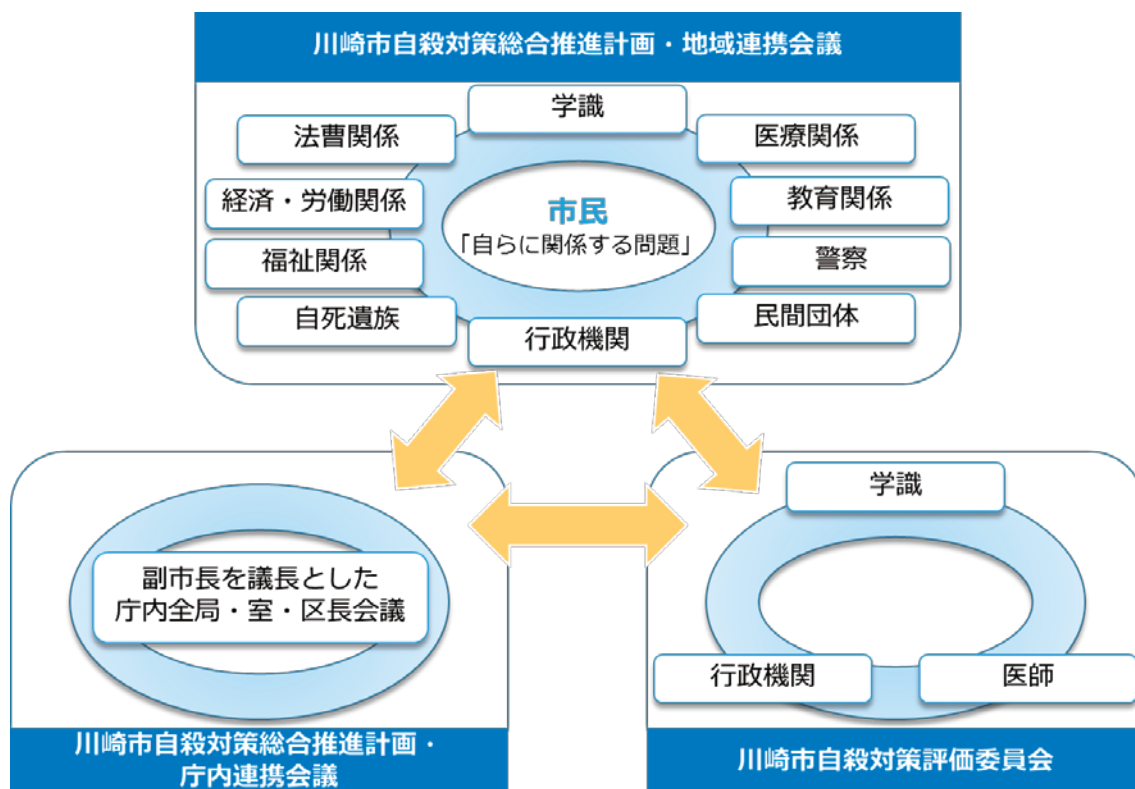 川崎市自殺対策総合推進計画・地域連携会議
学識
法曹関係
医療関係
経済・労働関係
教育関係
市民
「自らに関係する問題」
福祉関係
警察
自死遺族
民間団体
行政機関
副市長を議長とした
庁内全局・室・区長会議
川崎市自殺対策総合推進計画・
庁内連携会議
学識
行政機関
医師
川崎市自殺対策評価委員会